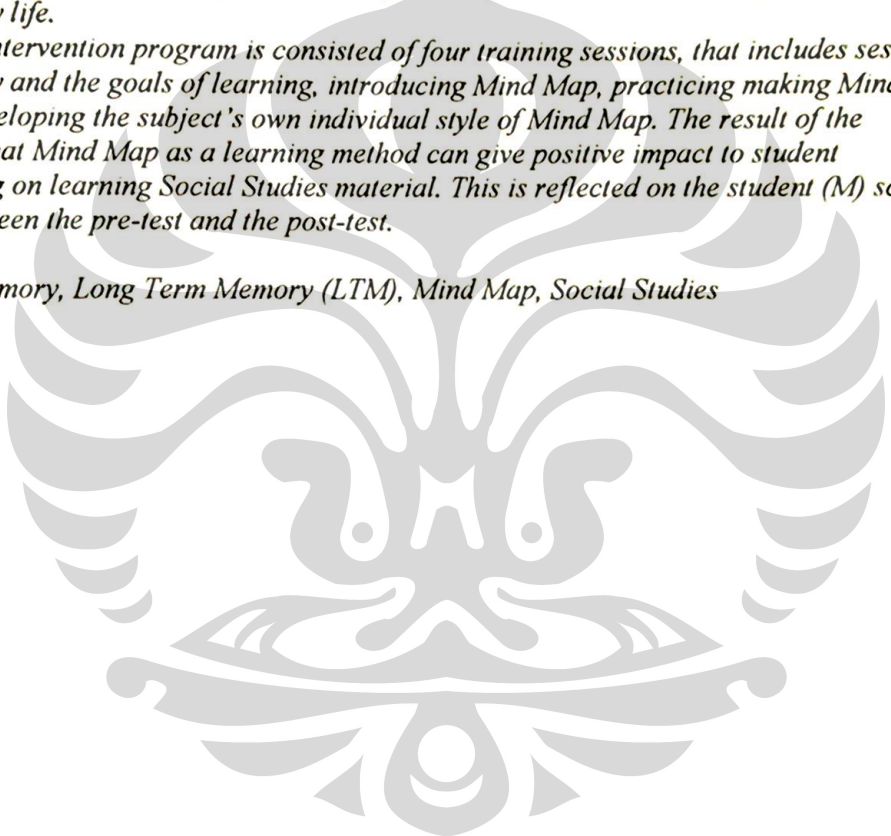 life.
ntervention program is consisted of four training sessions, that includes ses
and the goals of learning, introducing Mind Map, practicing making Mind
eloping the subject's own individual style of Mind Map. The result of the
at Mind Map as a learning method can give positive impact to student
on learning Social Studies material. This is reflected on the student (M) sc
een the pre-test and the post-test.
mory, Long Term Memory (LTM), Mind Map, Social Studies